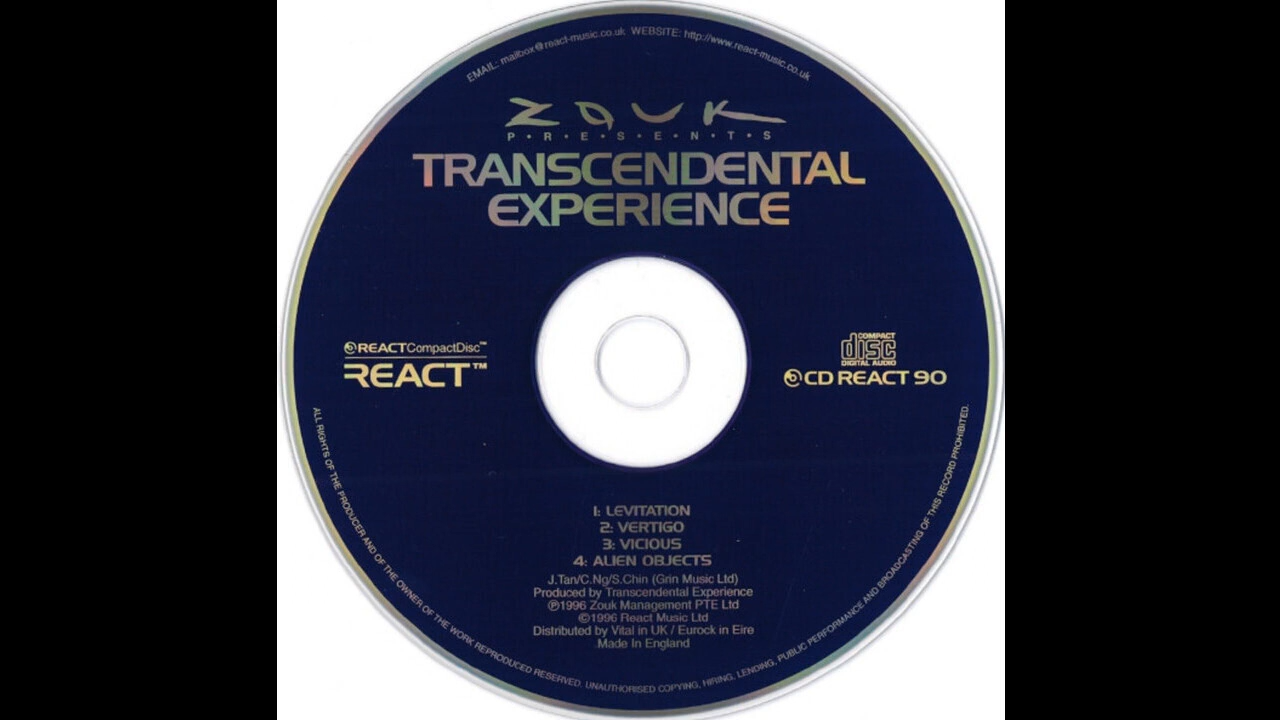 EMAIL: mailbox@react-music.co.uk WEBSITE: http://www.react-music.co.uk
ZOUK
P·R·E·S·E·N·T·S
TRANSCENDENTAL
EXPERIENCE
REACTCompactDisc™
REACT™
COMPACT
disc
DIGITAL AUDIO
CD REACT 90
1: LEVITATION
2: VERTIGO
3: VICIOUS
4: ALIEN OBJECTS
J.Tan/C.Ng/S.Chin (Grin Music Ltd)
Produced by Transcendental Experience
℗1996 Zouk Management PTE Ltd
©1996 React Music Ltd
Distributed by Vital in UK / Eurock in Eire
Made In England
ALL RIGHTS OF THE PRODUCER AND OF THE OWNER OF THE WORK REPRODUCED RESERVED. UNAUTHORISED COPYING, HIRING, LENDING, PUBLIC PERFORMANCE AND BROADCASTING OF THIS RECORD PROHIBITED.